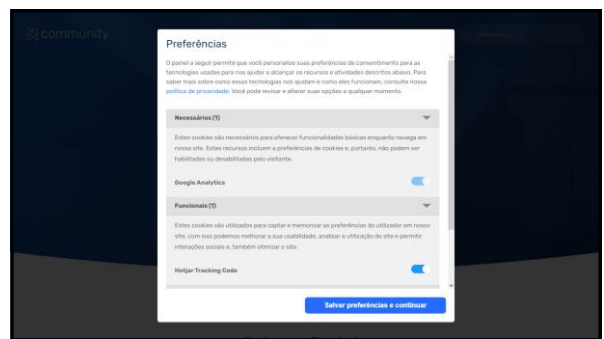 community
Preferências
O painel a seguir permite que você personalize suas preferências de consentimento para as
tecnologias usadas para nos ajudar a alcançar os recursos e atividades descritos abaixo. Para
saber mais sobre como essas tecnologias nos ajudam e como eles funcionam, consulte nossa
política de privacidade. Você pode revisar e alterar suas opções a qualquer momento.
Necessários (1)
Estes cookies são necessários para oferecer funcionalidades básicas enquanto navega em
nosso site. Estes recursos incluem a preferências de cookies e, portanto, não podem ser
habilitadas ou desabilitadas pelo visitante.
Google Analytics
Funcionais (1)
Estes cookies são utilizados para captar e memorizar as preferências do utilizador em nosso
site, com isso podemos melhorar a sua usabilidade, analisar a utilização do site e permitir
interações sociais e, também otimizar o site.
Hotjar Tracking Code
Salvar preferências e continuar